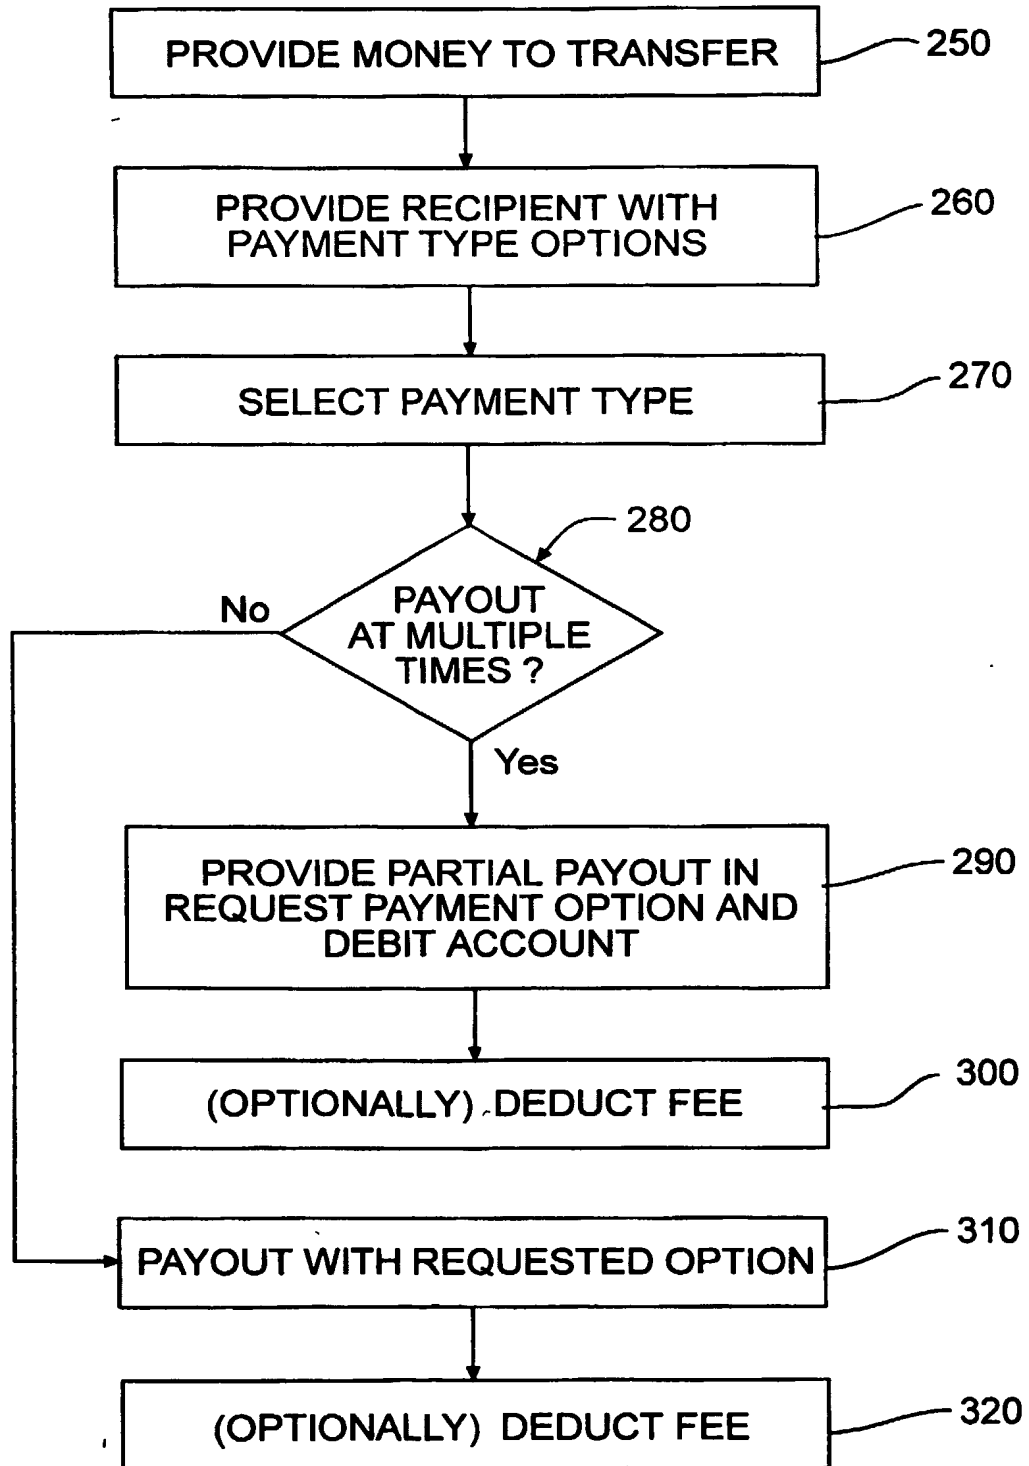 PROVIDE MONEY TO TRANSFER
250
PROVIDE RECIPIENT WITH
PAYMENT TYPE OPTIONS
260
SELECT PAYMENT TYPE
270
280
PAYOUT
AT MULTIPLE
TIMES ?
No
Yes
PROVIDE PARTIAL PAYOUT IN
REQUEST PAYMENT OPTION AND
DEBIT ACCOUNT
290
(OPTIONALLY) DEDUCT FEE
300
PAYOUT WITH REQUESTED OPTION
310
(OPTIONALLY) DEDUCT FEE
320